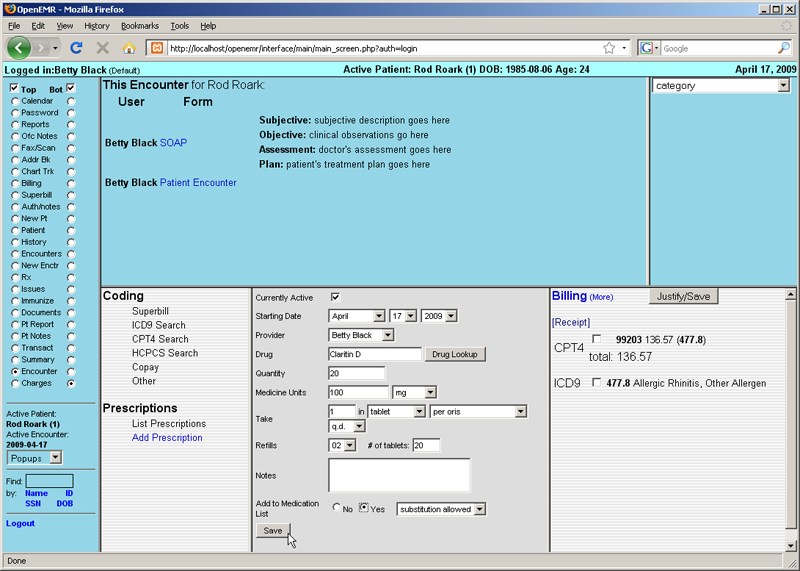 OpenEMR - Mozilla Firefox
File Edit View History Bookmarks Tools Help
http://localhost/openemr/interface/main/main_screen.php?auth=login
Google
Logged in:Betty Black (Default) Active Patient: Rod Roark (1) DOB: 1985-08-06 Age: 24 April 17, 2009
Top Bot
Calendar
Password
Reports
Ofc Notes
Fax/Scan
Addr Bk
Chart Trk
Billing
Superbill
Auth/notes
New Pt
Patient
History
Encounters
New Enctr
Rx
Issues
Immunize
Documents
Pt Report
Pt Notes
Transact
Summary
Encounter
Charges
Active Patient:
Rod Roark (1)
Active Encounter:
2009-04-17
Popups
Find:
by: Name ID
SSN DOB
Logout
This Encounter for Rod Roark:
User Form
Betty Black SOAP
Subjective: subjective description goes here
Objective: clinical observations go here
Assessment: doctor's assessment goes here
Plan: patient's treatment plan goes here
Betty Black Patient Encounter
category
Coding
Superbill
ICD9 Search
CPT4 Search
HCPCS Search
Copay
Other
Prescriptions
List Prescriptions
Add Prescription
Currently Active
Starting Date April 17 2009
Provider Betty Black
Drug Claritin D Drug Lookup
Quantity 20
Medicine Units 100 mg
Take 1 in tablet per oris
q.d.
Refills 02 # of tablets: 20
Notes
Add to Medication
List No Yes substitution allowed
Save
Billing (More) Justify/Save
[Receipt]
CPT4 99203 136.57 (477.8)
total: 136.57
ICD9 477.8 Allergic Rhinitis, Other Allergen
Done